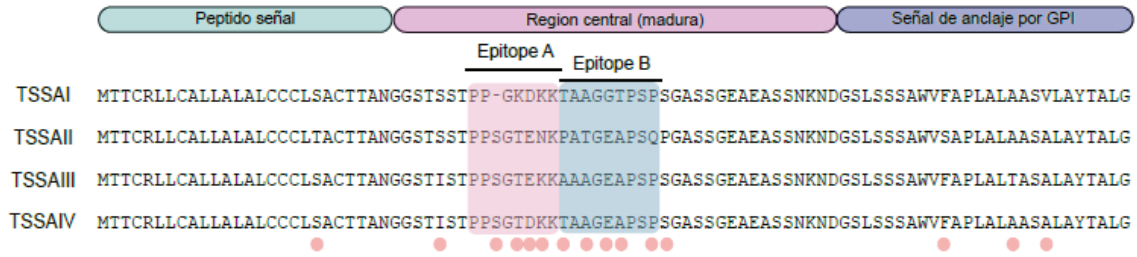 Peptido señal Region central (madura) Señal de anclaje por GPI
Epitope A
Epitope B
TSSAI MTTCRLLCALLALALCCCLSACTTANGGSTSSTPP-GKDKKTAAGGTPSPSGASSGEAEASSNKNDGSLSSSAWVFAPLALAASVLAYTALG
TSSAII MTTCRLLCALLALALCCCLTACTTANGGSTSSTPPSGTENKPATGEAPSQPGASSGEAEASSNKNDGSLSSSAWVSAPLALAASALAYTALG
TSSAIII MTTCRLLCALLALALCCCLSACTTANGGSTISTPPSGTEKKAAAGEAPSPSGASSGEAEASSNKNDGSLSSSAWVFAPLALTASALAYTALG
TSSAIV MTTCRLLCALLALALCCCLSACTTANGGSTISTPPSGTDKKTAAGEAPSPSGASSGEAEASSNKNDGSLSSSAWVFAPLALAASALAYTALG